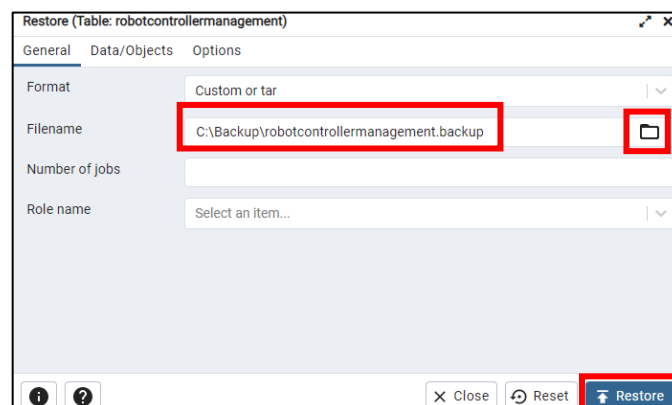 Restore (Table: robotcontrollermanagement)
General Data/Objects Options
Format Custom or tar
Filename C:\Backup\robotcontrollermanagement.backup
Number of jobs
Role name Select an item...
Close Reset Restore